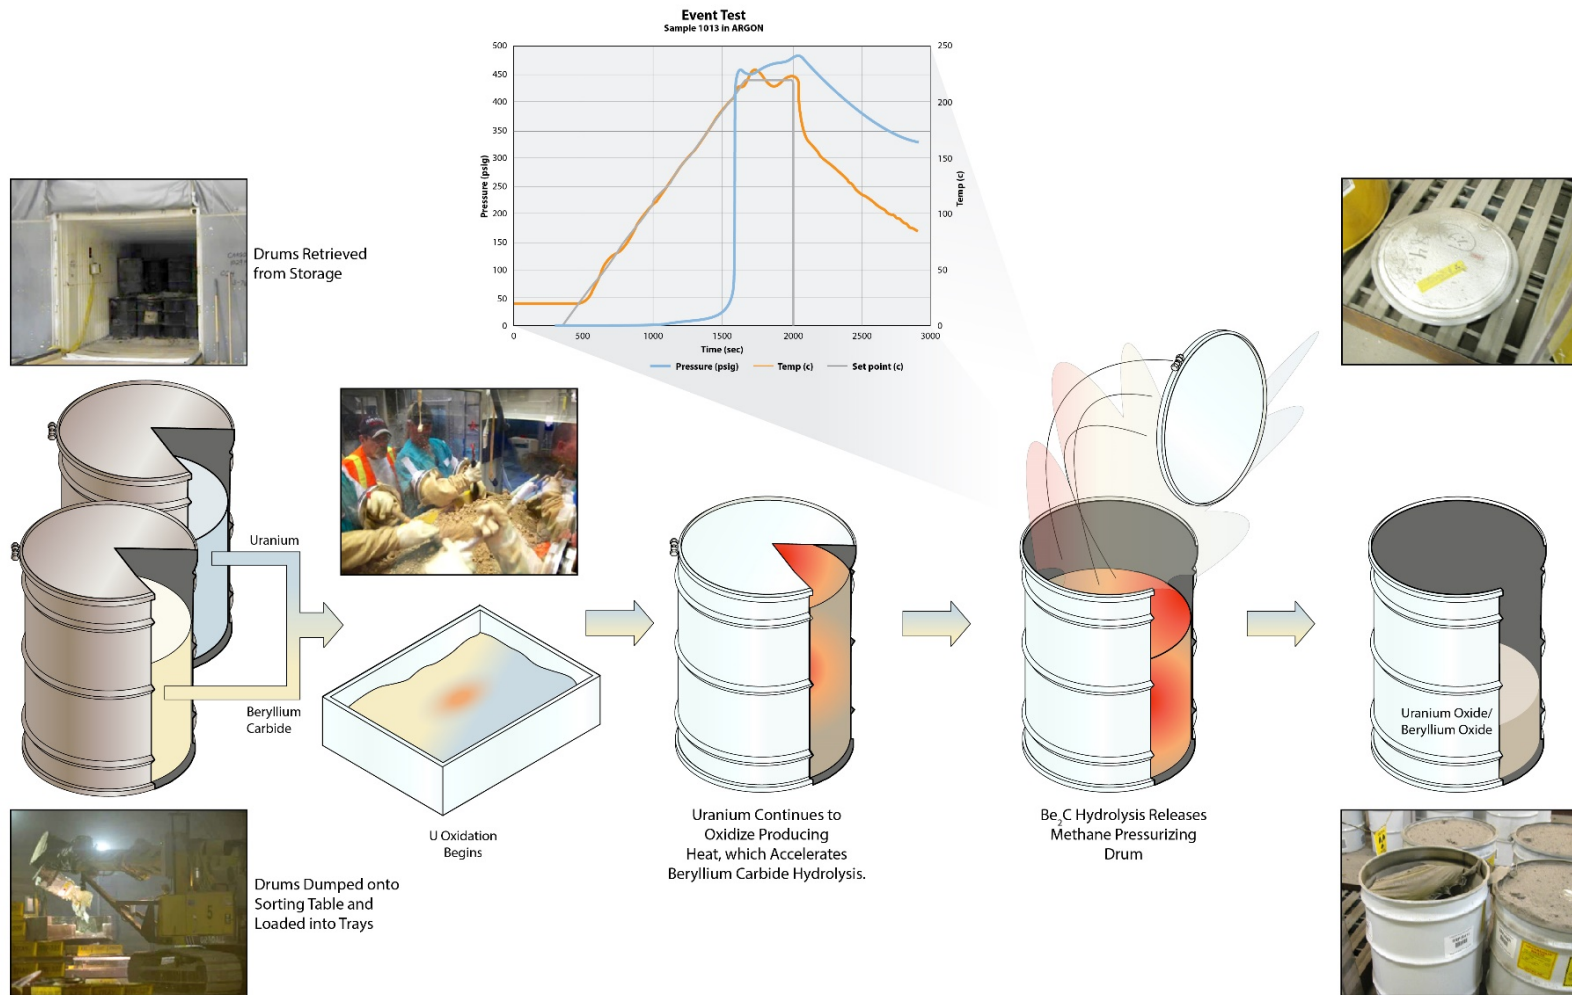 Event Test
Sample 1013 in ARGON
500
450
400
350
300
250
200
150
100
50
0
Pressure (psig)
250
200
150
100
50
0
Temp (c)
0
500
1000
1500
2000
2500
3000
Time (sec)
Pressure (psig)
Temp (c)
Set point (c)
Drums Retrieved
from Storage
Uranium
Beryllium
Carbide
Drums Dumped onto
Sorting Table and
Loaded into Trays
U Oxidation
Begins
Uranium Continues to
Oxidize Producing
Heat, which Accelerates
Beryllium Carbide Hydrolysis.
Be₂C Hydrolysis Releases
Methane Pressurizing
Drum
Uranium Oxide/
Beryllium Oxide